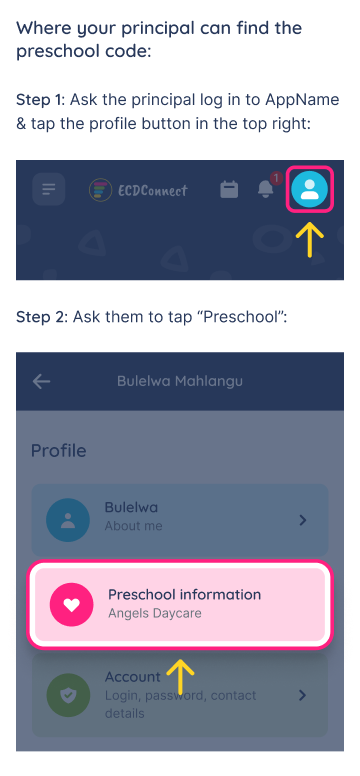 Where your principal can find the
preschool code:
Step 1: Ask the principal log in to AppName
& tap the profile button in the top right:
ECDConnect
1
Step 2: Ask them to tap “Preschool”:
Bulelwa Mahlangu
Profile
Bulelwa
About me
Preschool information
Angels Daycare
Account
Login, password, contact
details